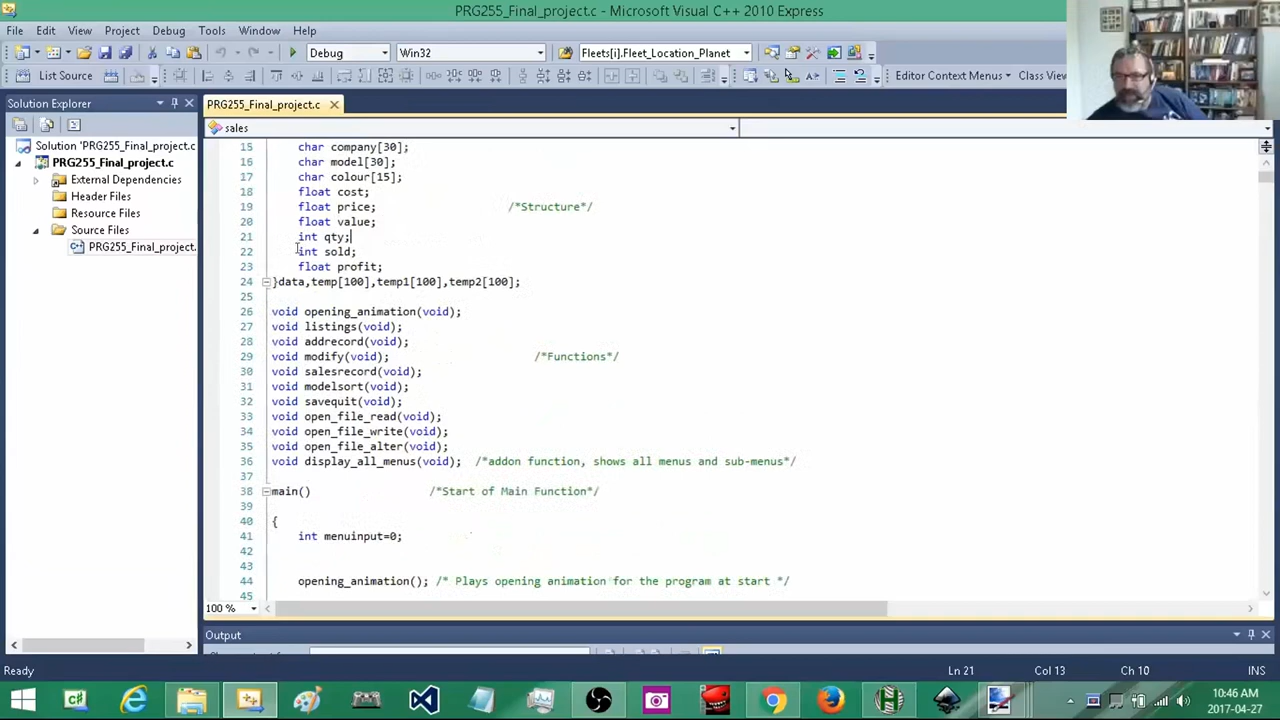 PRG255_Final_project.c - Microsoft Visual C++ 2010 Express
File Edit View Project Debug Tools Window Help
Debug Win32 Fleets[i].Fleet_Location_Planet
List Source Editor Context Menus Class View
Solution Explorer
PRG255_Final_project.c
sales
Solution 'PRG255_Final_project.c
PRG255_Final_project.c
External Dependencies
Header Files
Resource Files
Source Files
PRG255_Final_project.
15 char company[30];
16 char model[30];
17 char colour[15];
18 float cost;
19 float price; /*Structure*/
20 float value;
21 int qty;
22 int sold;
23 float profit;
24 }data,temp[100],temp1[100],temp2[100];
25
26 void opening_animation(void);
27 void listings(void);
28 void addrecord(void);
29 void modify(void); /*Functions*/
30 void salesrecord(void);
31 void modelsort(void);
32 void savequit(void);
33 void open_file_read(void);
34 void open_file_write(void);
35 void open_file_alter(void);
36 void display_all_menus(void); /*addon function, shows all menus and sub-menus*/
37
38 main() /*Start of Main Function*/
39
40 {
41 int menuinput=0;
42
43
44 opening_animation(); /* Plays opening animation for the program at start */
45
100 %
Output
Ready Ln 21 Col 13 Ch 10 INS
10:46 AM
2017-04-27